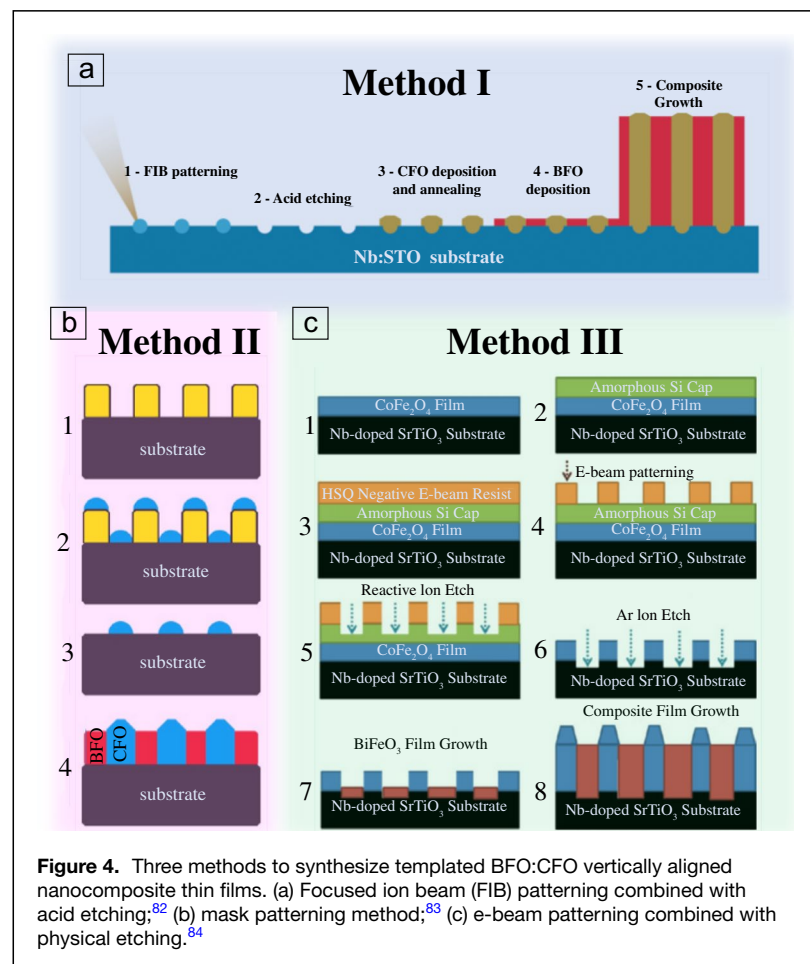 a
Method I
1 - FIB patterning
2 - Acid etching
3 - CFO deposition
and annealing
4 - BFO
deposition
5 - Composite
Growth
Nb:STO substrate
b
Method II
1
substrate
2
substrate
3
substrate
4
BFO
CFO
substrate
c
Method III
1
CoFe₂O₄ Film
Nb-doped SrTiO₃ Substrate
2
Amorphous Si Cap
CoFe₂O₄ Film
Nb-doped SrTiO₃ Substrate
3
HSQ Negative E-beam Resist
Amorphous Si Cap
CoFe₂O₄ Film
Nb-doped SrTiO₃ Substrate
4
E-beam patterning
Amorphous Si Cap
CoFe₂O₄ Film
Nb-doped SrTiO₃ Substrate
5
Reactive Ion Etch
CoFe₂O₄ Film
Nb-doped SrTiO₃ Substrate
6
Ar Ion Etch
Nb-doped SrTiO₃ Substrate
7
BiFeO₃ Film Growth
Nb-doped SrTiO₃ Substrate
8
Composite Film Growth
Nb-doped SrTiO₃ Substrate
Figure 4. Three methods to synthesize templated BFO:CFO vertically aligned
nanocomposite thin films. (a) Focused ion beam (FIB) patterning combined with
acid etching;⁸² (b) mask patterning method;⁸³ (c) e-beam patterning combined with
physical etching.⁸⁴